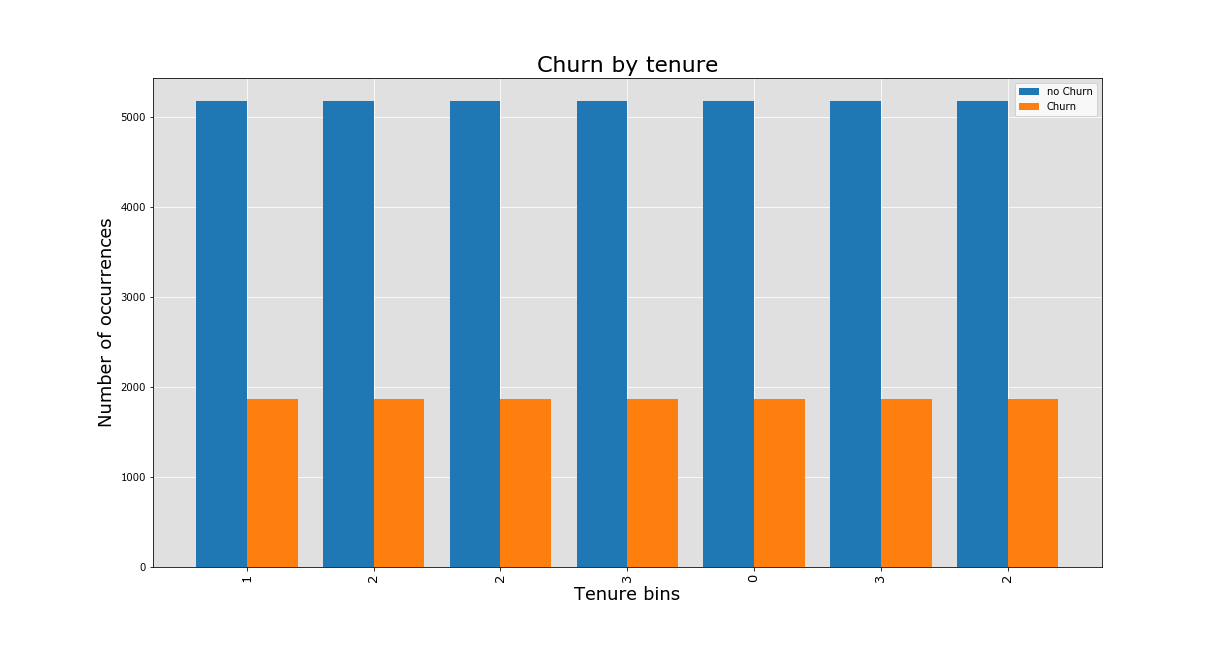 Churn by tenure
no Churn
Churn
Number of occurrences
5000
4000
3000
2000
1000
0
1 2 2 3 0 3 2
Tenure bins